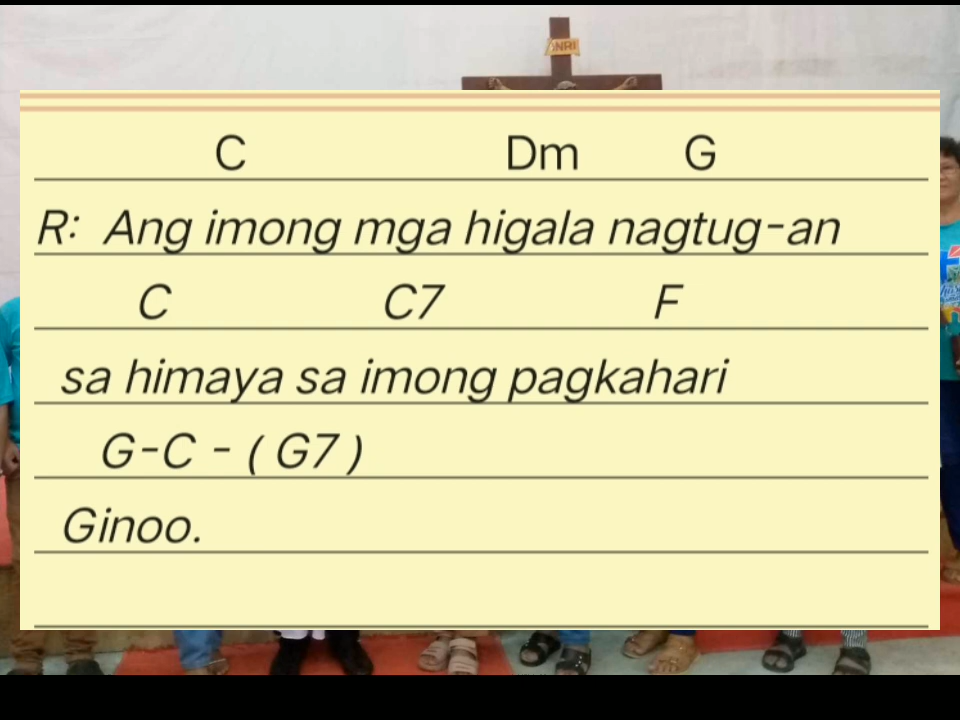 INRI
C Dm G
R: Ang imong mga higala nagtug-an
C C7 F
sa himaya sa imong pagkahari
G-C - ( G7 )
Ginoo.